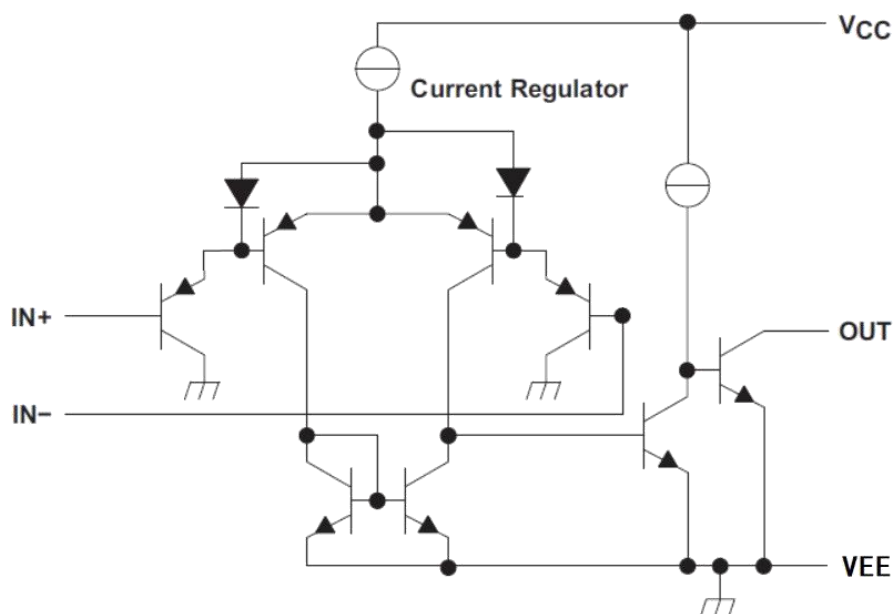 VCC
Current Regulator
IN+
OUT
IN−
VEE